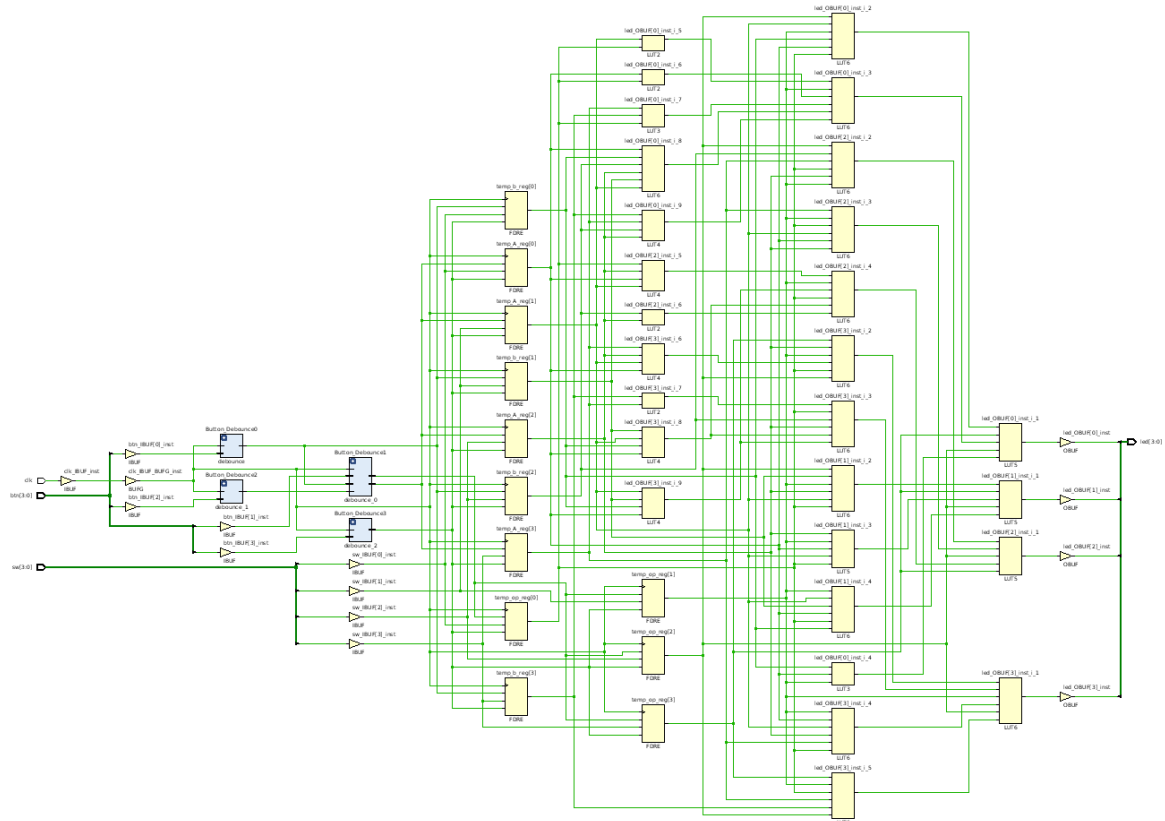 clk
btn[3:0]
sw[3:0]
clk_IBUF_inst
IBUF
btn_IBUF[0]_inst
IBUF
clk_IBUF_BUFG_inst
BUFG
btn_IBUF[2]_inst
IBUF
Button_Debounce0
debounce
Button_Debounce2
debounce_1
btn_IBUF[1]_inst
IBUF
btn_IBUF[3]_inst
IBUF
Button_Debounce1
debounce_0
Button_Debounce3
debounce_2
sw_IBUF[0]_inst
IBUF
sw_IBUF[1]_inst
IBUF
sw_IBUF[2]_inst
IBUF
sw_IBUF[3]_inst
IBUF
temp_b_reg[0]
FDRE
temp_A_reg[0]
FDRE
temp_A_reg[1]
FDRE
temp_b_reg[1]
FDRE
temp_A_reg[2]
FDRE
temp_b_reg[2]
FDRE
temp_A_reg[3]
FDRE
temp_op_reg[0]
FDRE
temp_b_reg[3]
FDRE
led_OBUF[0]_inst_i_5
LUT2
led_OBUF[0]_inst_i_6
LUT2
led_OBUF[0]_inst_i_7
LUT3
led_OBUF[0]_inst_i_8
LUT6
led_OBUF[0]_inst_i_9
LUT4
led_OBUF[2]_inst_i_5
LUT4
led_OBUF[2]_inst_i_6
LUT2
led_OBUF[3]_inst_i_6
LUT4
led_OBUF[3]_inst_i_7
LUT2
led_OBUF[3]_inst_i_8
LUT4
led_OBUF[3]_inst_i_9
LUT4
temp_op_reg[1]
FDRE
temp_op_reg[2]
FDRE
temp_op_reg[3]
FDRE
led_OBUF[0]_inst_i_2
LUT6
led_OBUF[0]_inst_i_3
LUT6
led_OBUF[2]_inst_i_2
LUT6
led_OBUF[2]_inst_i_3
LUT6
led_OBUF[2]_inst_i_4
LUT6
led_OBUF[3]_inst_i_2
LUT6
led_OBUF[3]_inst_i_3
LUT6
led_OBUF[1]_inst_i_2
LUT6
led_OBUF[1]_inst_i_3
LUT5
led_OBUF[1]_inst_i_4
LUT6
led_OBUF[0]_inst_i_4
LUT3
led_OBUF[3]_inst_i_4
LUT6
led_OBUF[3]_inst_i_5
led_OBUF[0]_inst_i_1
LUT5
led_OBUF[1]_inst_i_1
LUT5
led_OBUF[2]_inst_i_1
LUT5
led_OBUF[3]_inst_i_1
LUT6
led_OBUF[0]_inst
OBUF
led_OBUF[1]_inst
OBUF
led_OBUF[2]_inst
OBUF
led_OBUF[3]_inst
OBUF
led[3:0]